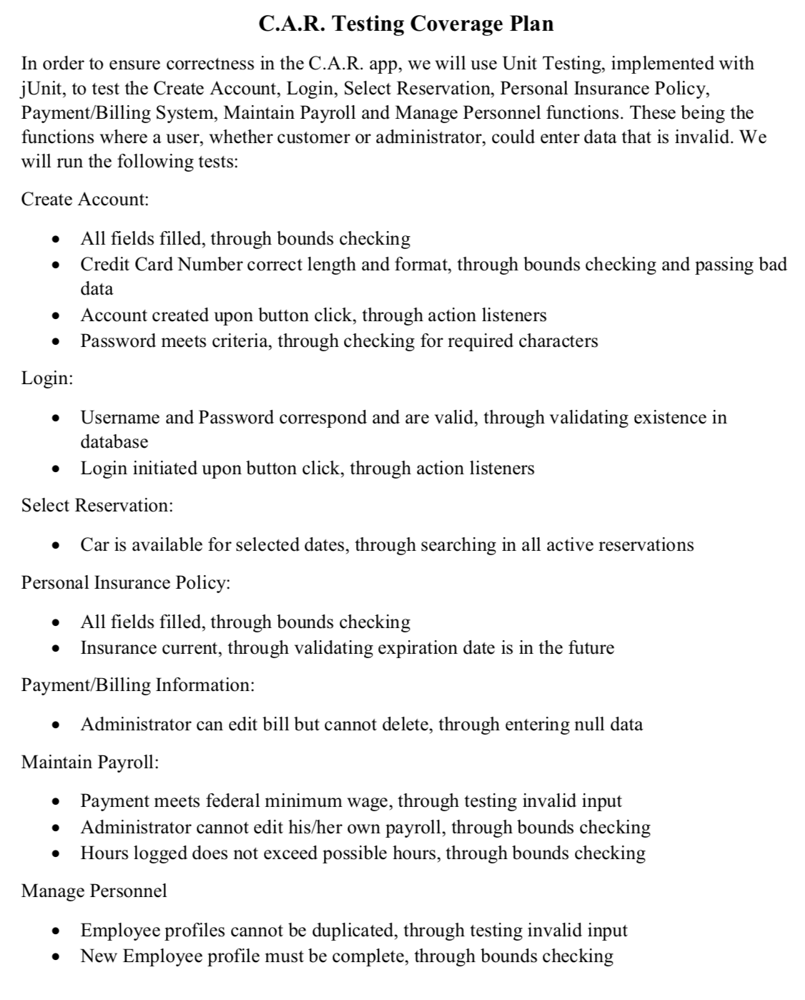 C.A.R. Testing Coverage Plan
In order to ensure correctness in the C.A.R. app, we will use Unit Testing, implemented with
jUnit, to test the Create Account, Login, Select Reservation, Personal Insurance Policy,
Payment/Billing System, Maintain Payroll and Manage Personnel functions. These being the
functions where a user, whether customer or administrator, could enter data that is invalid. We
will run the following tests:
Create Account:
• All fields filled, through bounds checking
• Credit Card Number correct length and format, through bounds checking and passing bad
data
• Account created upon button click, through action listeners
• Password meets criteria, through checking for required characters
Login:
• Username and Password correspond and are valid, through validating existence in
database
• Login initiated upon button click, through action listeners
Select Reservation:
• Car is available for selected dates, through searching in all active reservations
Personal Insurance Policy:
• All fields filled, through bounds checking
• Insurance current, through validating expiration date is in the future
Payment/Billing Information:
• Administrator can edit bill but cannot delete, through entering null data
Maintain Payroll:
• Payment meets federal minimum wage, through testing invalid input
• Administrator cannot edit his/her own payroll, through bounds checking
• Hours logged does not exceed possible hours, through bounds checking
Manage Personnel
• Employee profiles cannot be duplicated, through testing invalid input
• New Employee profile must be complete, through bounds checking